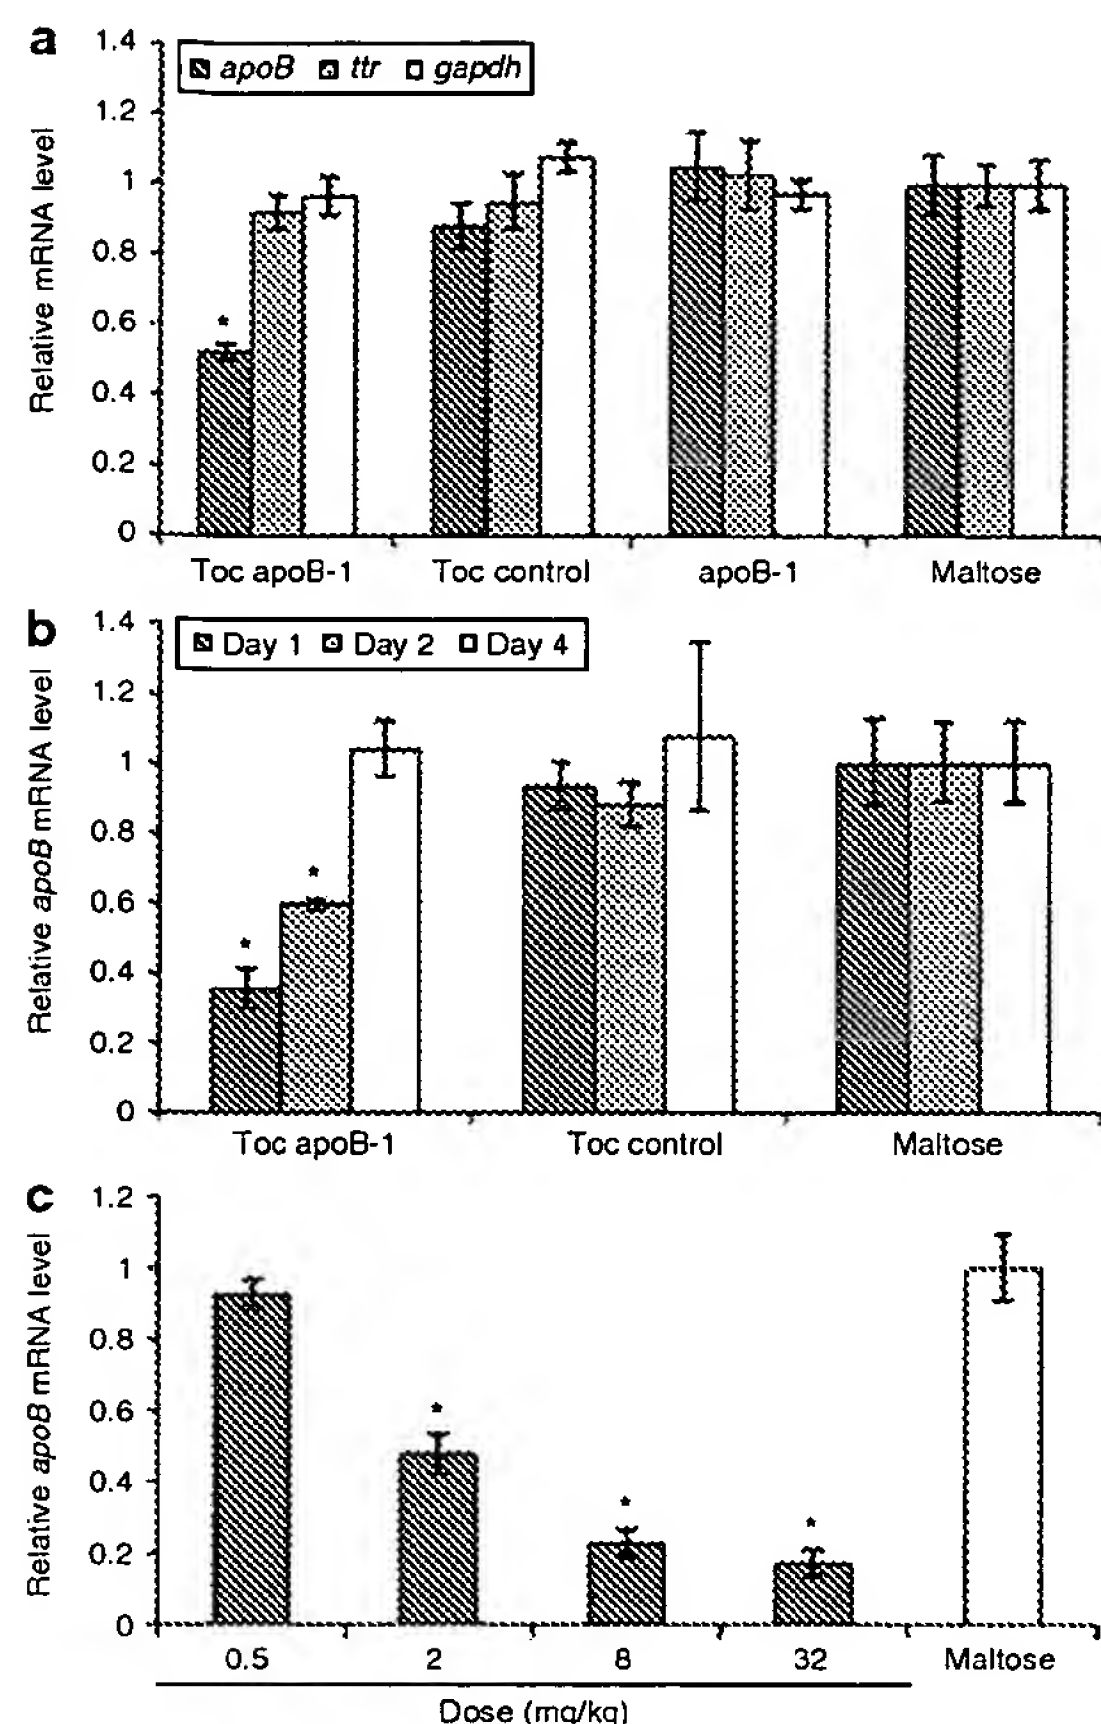 a
1.4
apoB ttr gapdh
1.2
1
0.8
0.6
*
0.4
0.2
0
Relative mRNA level
Toc apoB-1 Toc control apoB-1 Maltose
b
1.4
Day 1 Day 2 Day 4
1.2
1
0.8
*
0.6
*
0.4
0.2
0
Relative apoB mRNA level
Toc apoB-1 Toc control Maltose
c
1.2
1
0.8
0.6
*
0.4
*
*
0.2
0
Relative apoB mRNA level
0.5 2 8 32 Maltose
Dose (mg/kg)